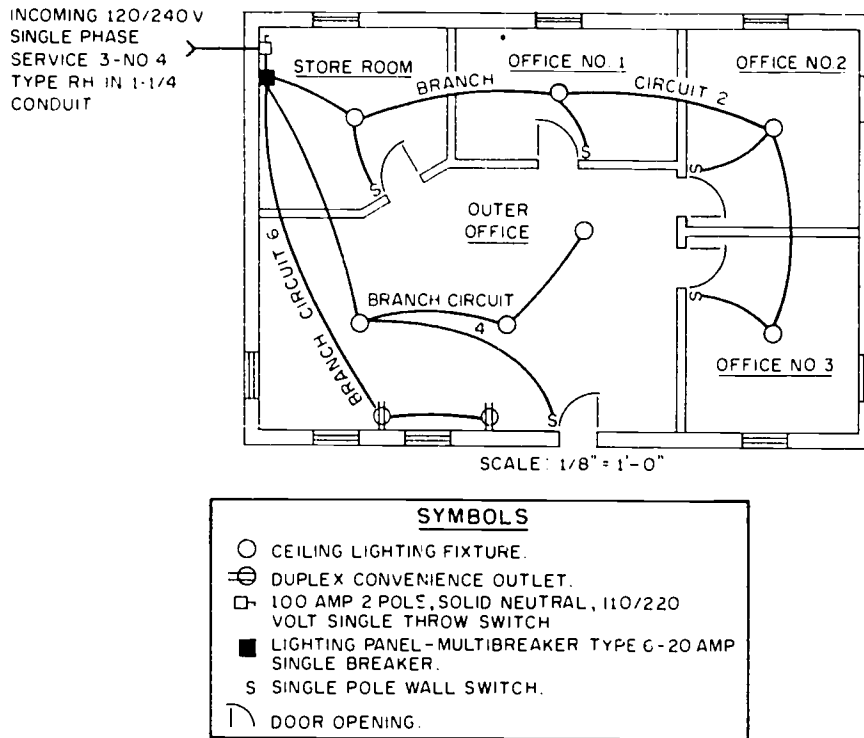 INCOMING 120/240 V
SINGLE PHASE
SERVICE 3-NO 4
TYPE RH IN 1-1/4
CONDUIT
STORE ROOM
OFFICE NO. 1
OFFICE NO.2
BRANCH
CIRCUIT 2
S
S
S
OUTER
OFFICE
BRANCH CIRCUIT 6
BRANCH CIRCUIT
4
S
OFFICE NO 3
S
SCALE: 1/8" = 1'-0"
SYMBOLS
CEILING LIGHTING FIXTURE.
DUPLEX CONVENIENCE OUTLET.
100 AMP 2 POLE, SOLID NEUTRAL, 110/220
VOLT SINGLE THROW SWITCH
LIGHTING PANEL-MULTIBREAKER TYPE 6-20 AMP
SINGLE BREAKER.
S SINGLE POLE WALL SWITCH.
DOOR OPENING.